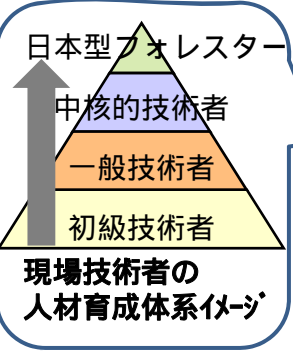 日本型フォレスター
中核的技術者
一般技術者
初級技術者
現場技術者の
人材育成体系ｲﾒｰｼﾞ